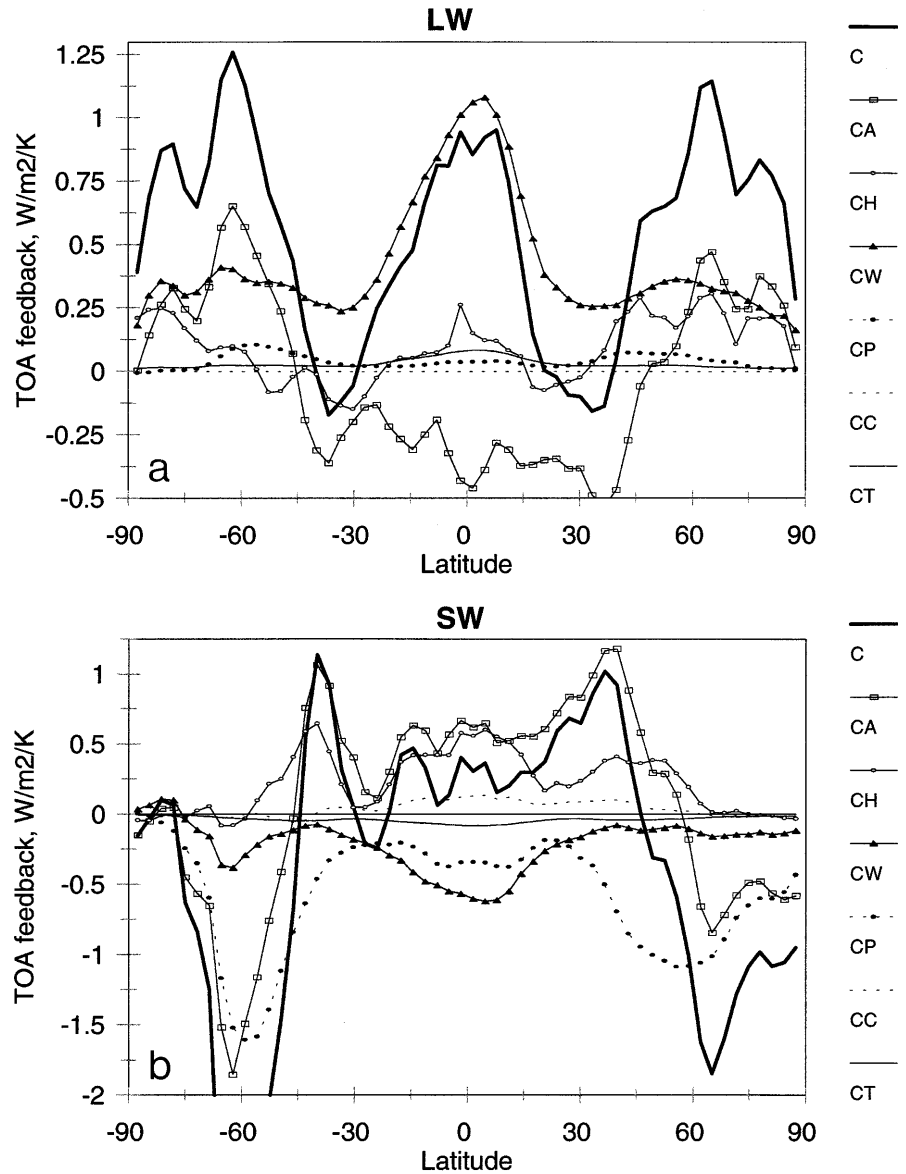 LW
TOA feedback, W/m2/K
1.25
1
0.75
0.5
0.25
0
-0.25
-0.5
a
-90
-60
-30
0
30
60
90
Latitude
C
CA
CH
CW
CP
CC
CT
SW
TOA feedback, W/m2/K
1
0.5
0
-0.5
-1
-1.5
-2
b
-90
-60
-30
0
30
60
90
Latitude
C
CA
CH
CW
CP
CC
CT